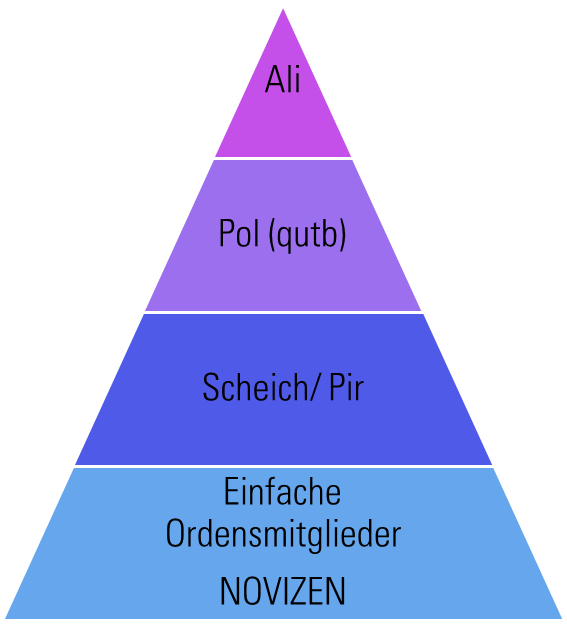 Ali
Pol (qutb)
Scheich/ Pir
Einfache
Ordensmitglieder
NOVIZEN